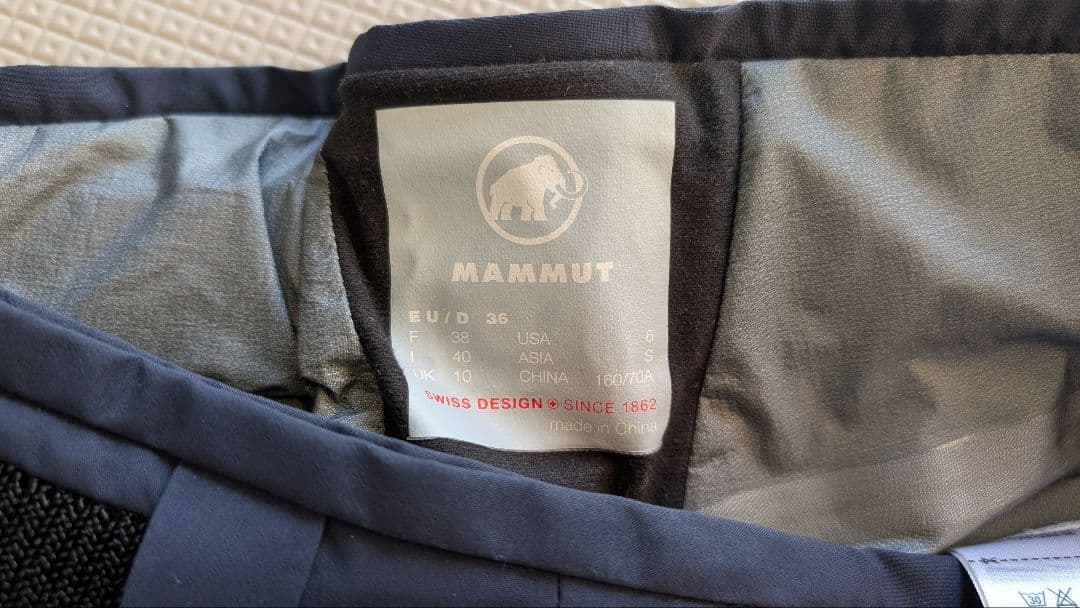 MAMMUT
EU/D 36
F 38 USA 6
I 40 ASIA S
UK 10 CHINA 160/70A
SWISS DESIGN + SINCE 1862
made in China
30